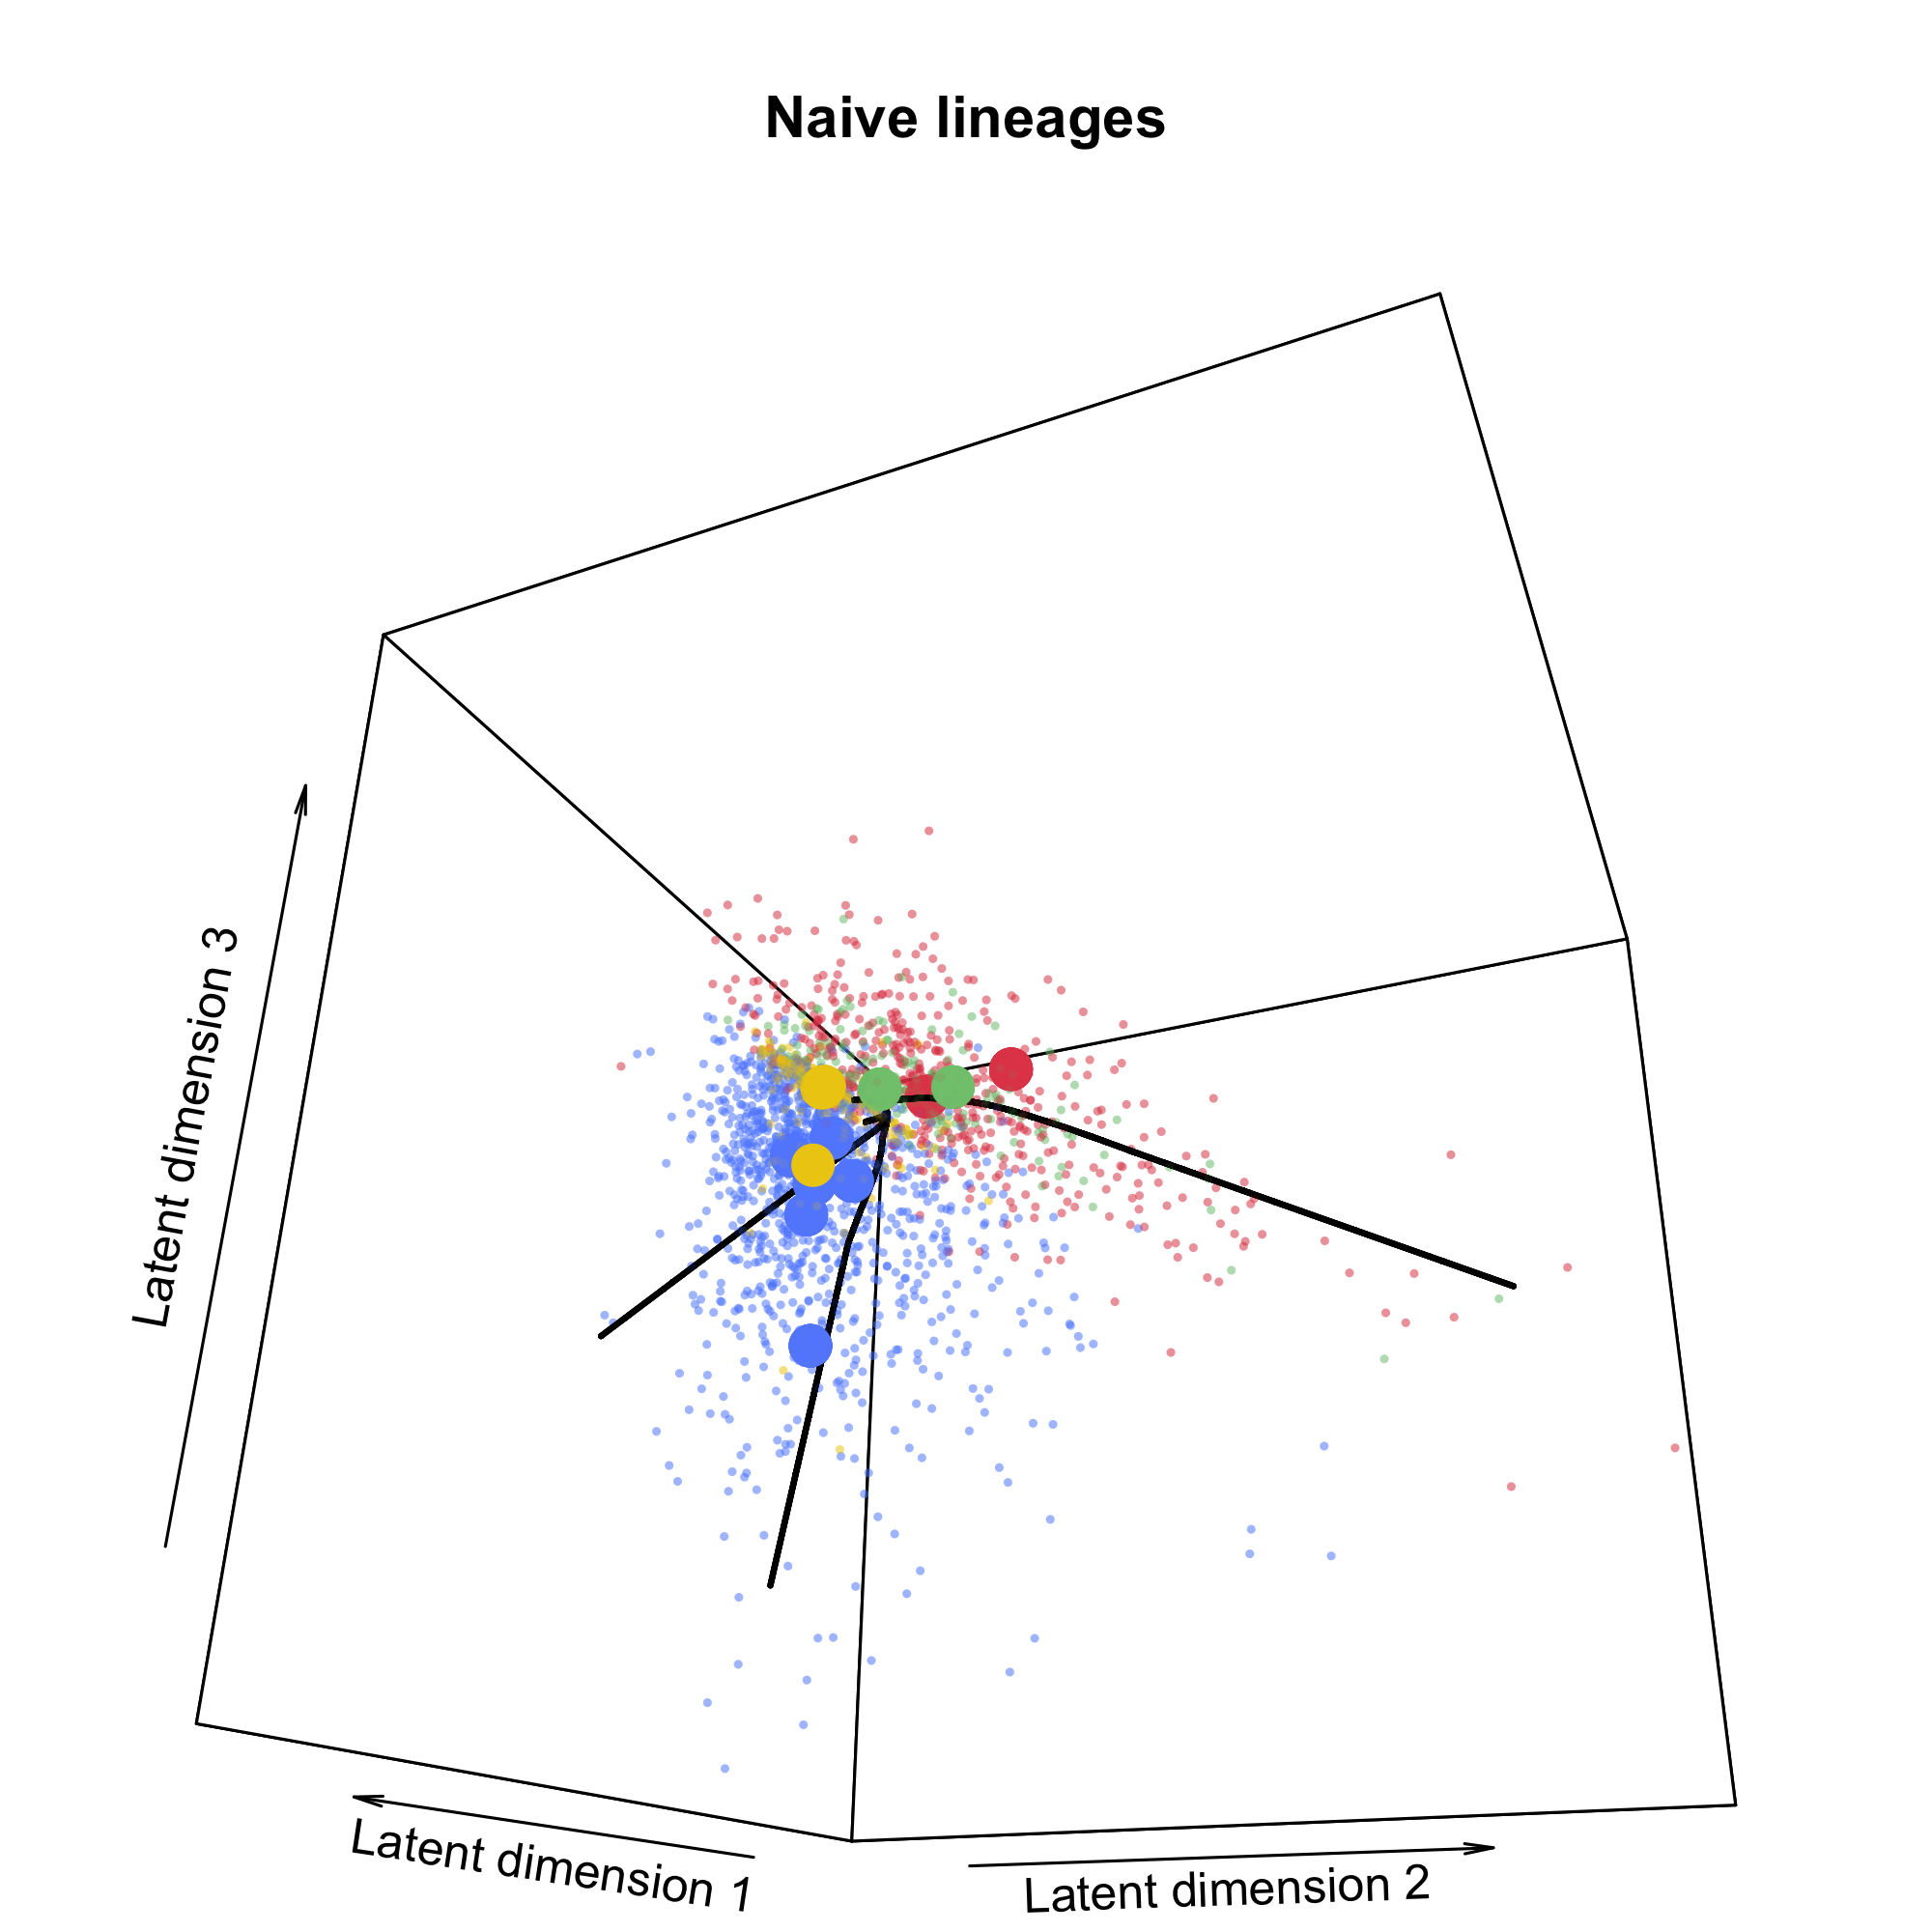 Naive lineages
Latent dimension 3
Latent dimension 1
Latent dimension 2